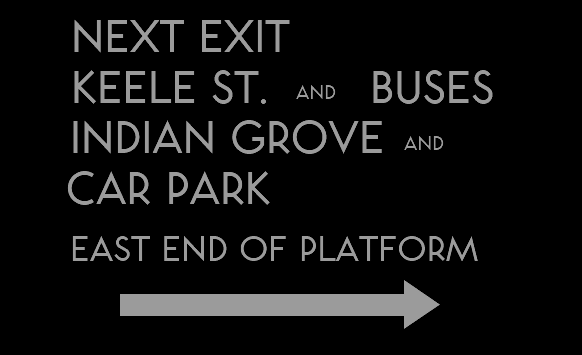 NEXT EXIT
KEELE ST. AND BUSES
INDIAN GROVE AND
CAR PARK
EAST END OF PLATFORM